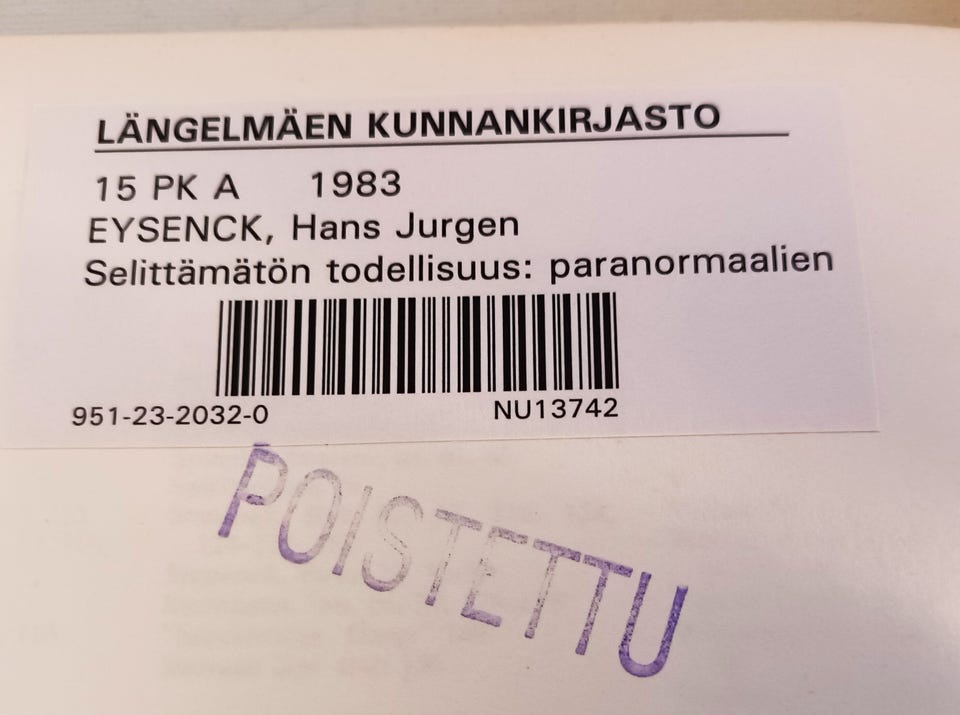 LÄNGELMÄEN KUNNANKIRJASTO
15 PK A 1983
EYSENCK, Hans Jurgen
Selittämätön todellisuus: paranormaalien
951-23-2032-0 NU13742
POISTETTU